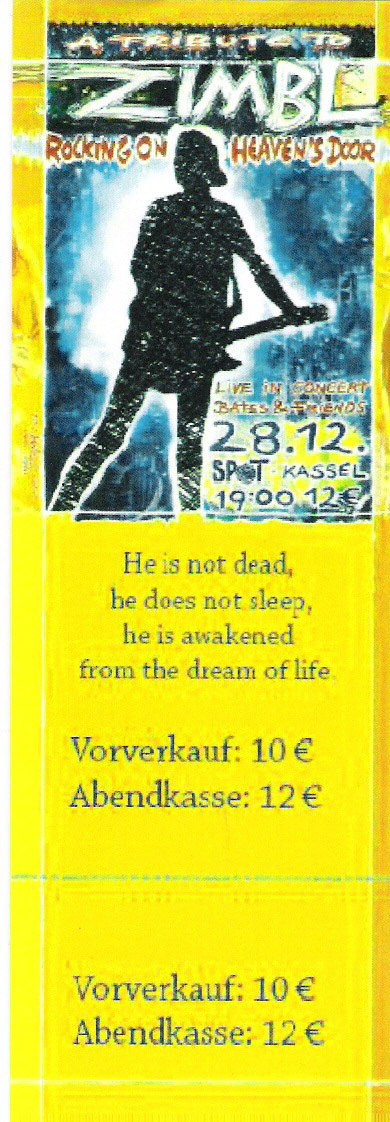 A TRIBUTE TO
ZIMBL
ROCKING ON HEAVEN'S DOOR
LIVE IN CONCERT
BATES & FRIENDS
28.12.
SPOT · KASSEL
19:00 12€
He is not dead,
he does not sleep,
he is awakened
from the dream of life
Vorverkauf: 10 €
Abendkasse: 12 €
Vorverkauf: 10 €
Abendkasse: 12 €